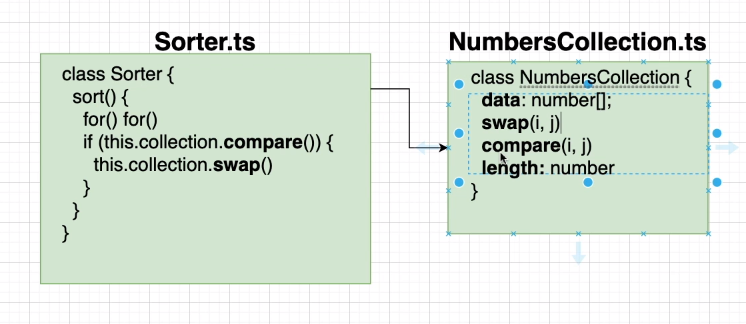 Sorter.ts
class Sorter {
sort() {
for() for()
if (this.collection.compare()) {
this.collection.swap()
}
}
}
NumbersCollection.ts
class NumbersCollection {
data: number[];
swap(i, j)
compare(i, j)
length: number
}